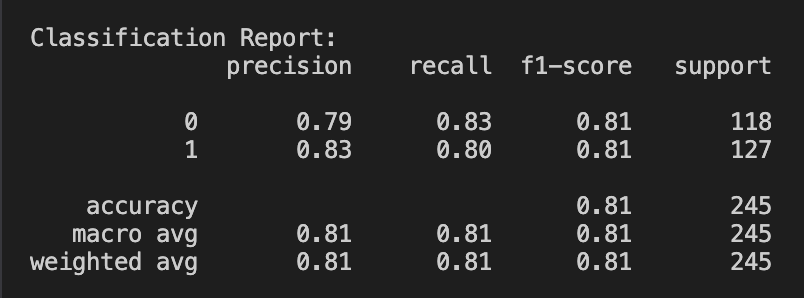 Classification Report:
precision recall f1-score support
0 0.79 0.83 0.81 118
1 0.83 0.80 0.81 127
accuracy 0.81 245
macro avg 0.81 0.81 0.81 245
weighted avg 0.81 0.81 0.81 245